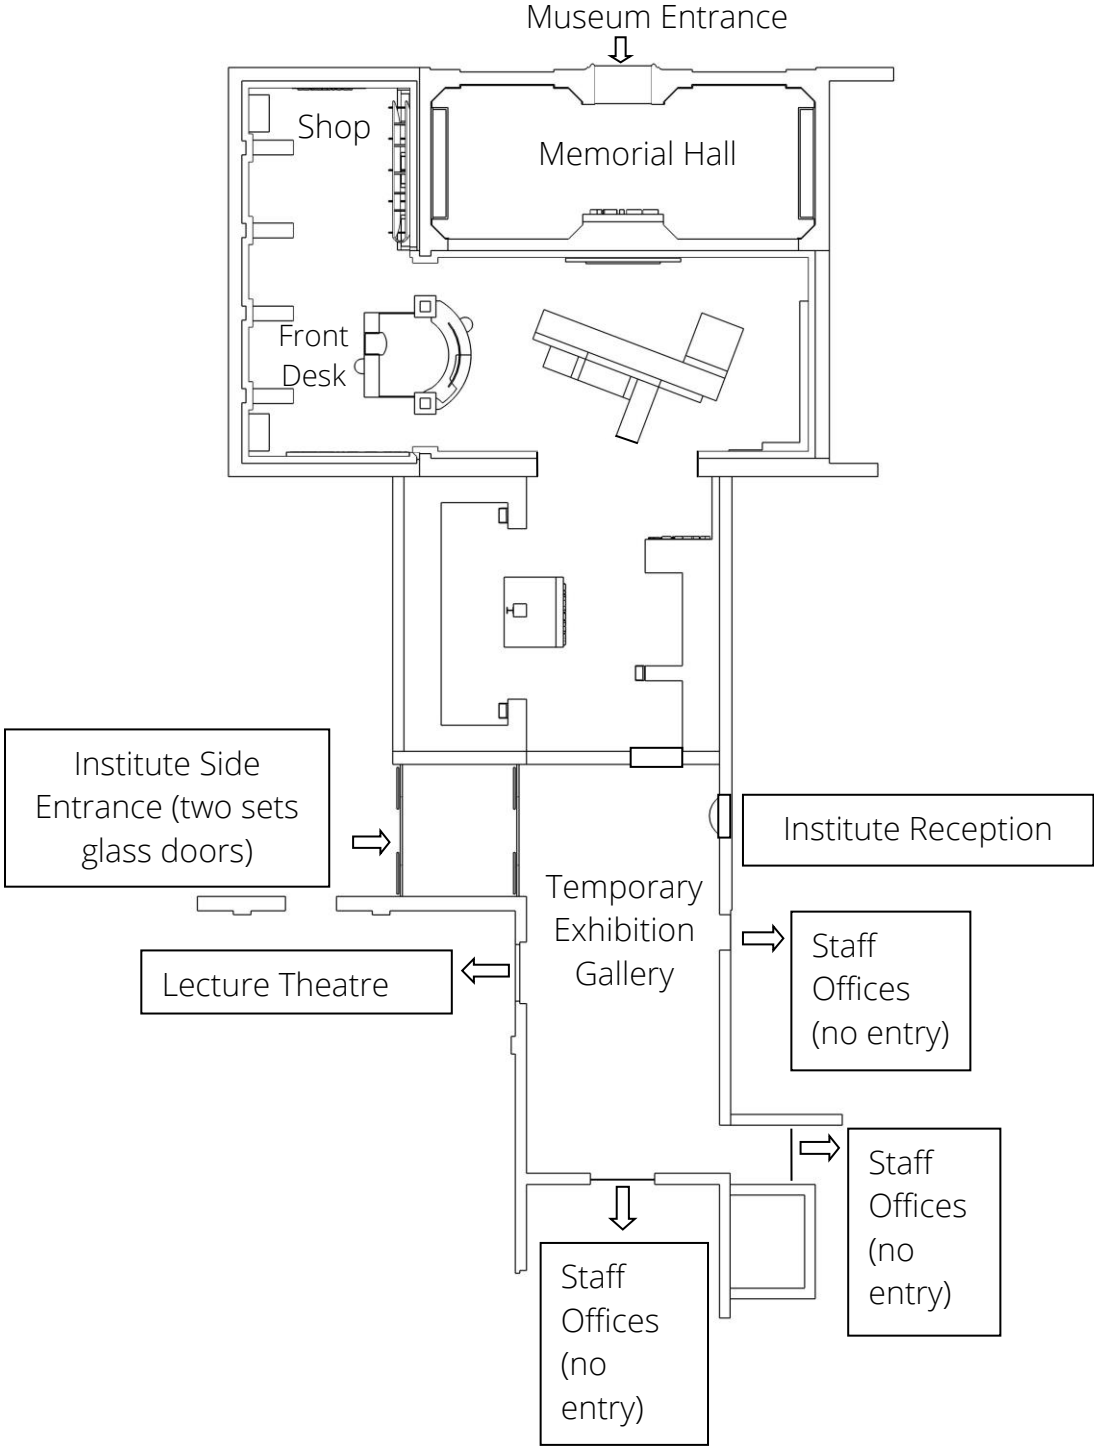 Museum Entrance
Shop
Memorial Hall
Front
Desk
Institute Side
Entrance (two sets
glass doors)
Institute Reception
Temporary
Exhibition
Gallery
Staff
Offices
(no entry)
Lecture Theatre
Staff
Offices
(no
entry)
Staff
Offices
(no
entry)